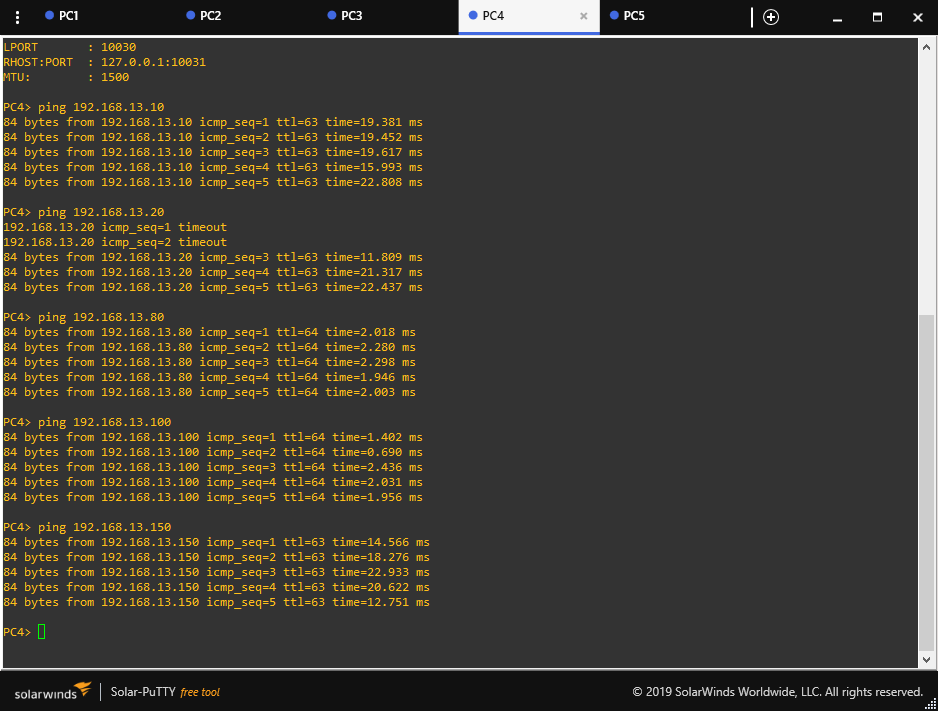 PC1 PC2 PC3 PC4 PC5
LPORT : 10030
RHOST:PORT : 127.0.0.1:10031
MTU: : 1500
PC4> ping 192.168.13.10
84 bytes from 192.168.13.10 icmp_seq=1 ttl=63 time=19.381 ms
84 bytes from 192.168.13.10 icmp_seq=2 ttl=63 time=19.452 ms
84 bytes from 192.168.13.10 icmp_seq=3 ttl=63 time=19.617 ms
84 bytes from 192.168.13.10 icmp_seq=4 ttl=63 time=15.993 ms
84 bytes from 192.168.13.10 icmp_seq=5 ttl=63 time=22.808 ms
PC4> ping 192.168.13.20
192.168.13.20 icmp_seq=1 timeout
192.168.13.20 icmp_seq=2 timeout
84 bytes from 192.168.13.20 icmp_seq=3 ttl=63 time=11.809 ms
84 bytes from 192.168.13.20 icmp_seq=4 ttl=63 time=21.317 ms
84 bytes from 192.168.13.20 icmp_seq=5 ttl=63 time=22.437 ms
PC4> ping 192.168.13.80
84 bytes from 192.168.13.80 icmp_seq=1 ttl=64 time=2.018 ms
84 bytes from 192.168.13.80 icmp_seq=2 ttl=64 time=2.280 ms
84 bytes from 192.168.13.80 icmp_seq=3 ttl=64 time=2.298 ms
84 bytes from 192.168.13.80 icmp_seq=4 ttl=64 time=1.946 ms
84 bytes from 192.168.13.80 icmp_seq=5 ttl=64 time=2.003 ms
PC4> ping 192.168.13.100
84 bytes from 192.168.13.100 icmp_seq=1 ttl=64 time=1.402 ms
84 bytes from 192.168.13.100 icmp_seq=2 ttl=64 time=0.690 ms
84 bytes from 192.168.13.100 icmp_seq=3 ttl=64 time=2.436 ms
84 bytes from 192.168.13.100 icmp_seq=4 ttl=64 time=2.031 ms
84 bytes from 192.168.13.100 icmp_seq=5 ttl=64 time=1.956 ms
PC4> ping 192.168.13.150
84 bytes from 192.168.13.150 icmp_seq=1 ttl=63 time=14.566 ms
84 bytes from 192.168.13.150 icmp_seq=2 ttl=63 time=18.276 ms
84 bytes from 192.168.13.150 icmp_seq=3 ttl=63 time=22.933 ms
84 bytes from 192.168.13.150 icmp_seq=4 ttl=63 time=20.622 ms
84 bytes from 192.168.13.150 icmp_seq=5 ttl=63 time=12.751 ms
PC4>
solarwinds Solar-PuTTY free tool © 2019 SolarWinds Worldwide, LLC. All rights reserved.